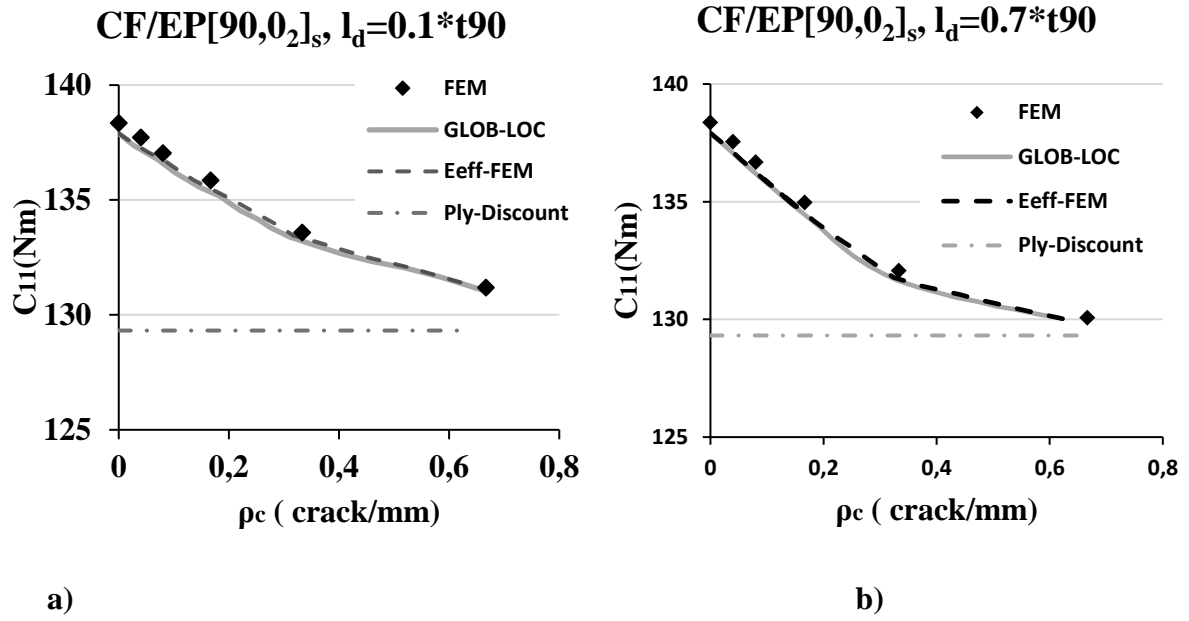 CF/EP[90,0₂]ₛ, l_d=0.1*t90
140
135
130
125
C₁₁(Nm)
FEM
GLOB-LOC
Eeff-FEM
Ply-Discount
0 0,2 0,4 0,6 0,8
ρc ( crack/mm)
a)
CF/EP[90,0₂]ₛ, l_d=0.7*t90
140
135
130
125
C₁₁(Nm)
FEM
GLOB-LOC
Eeff-FEM
Ply-Discount
0 0,2 0,4 0,6 0,8
ρc ( crack/mm)
b)